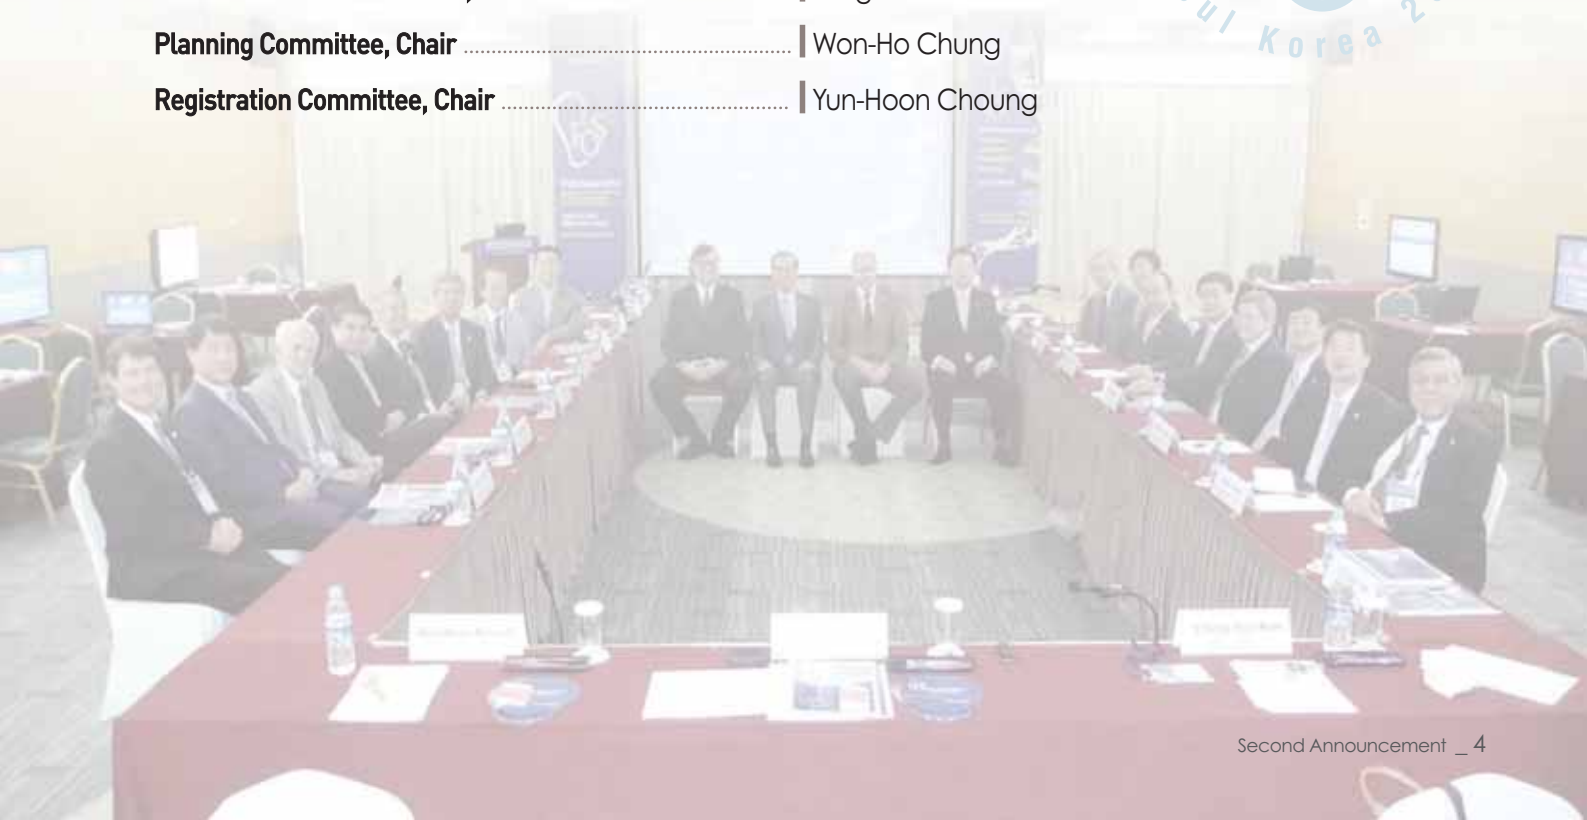 Planning Committee, Chair ............................................................ Won-Ho Chung
Registration Committee, Chair ..................................................... Yun-Hoon Choung
Korea
Second Announcement _ 4